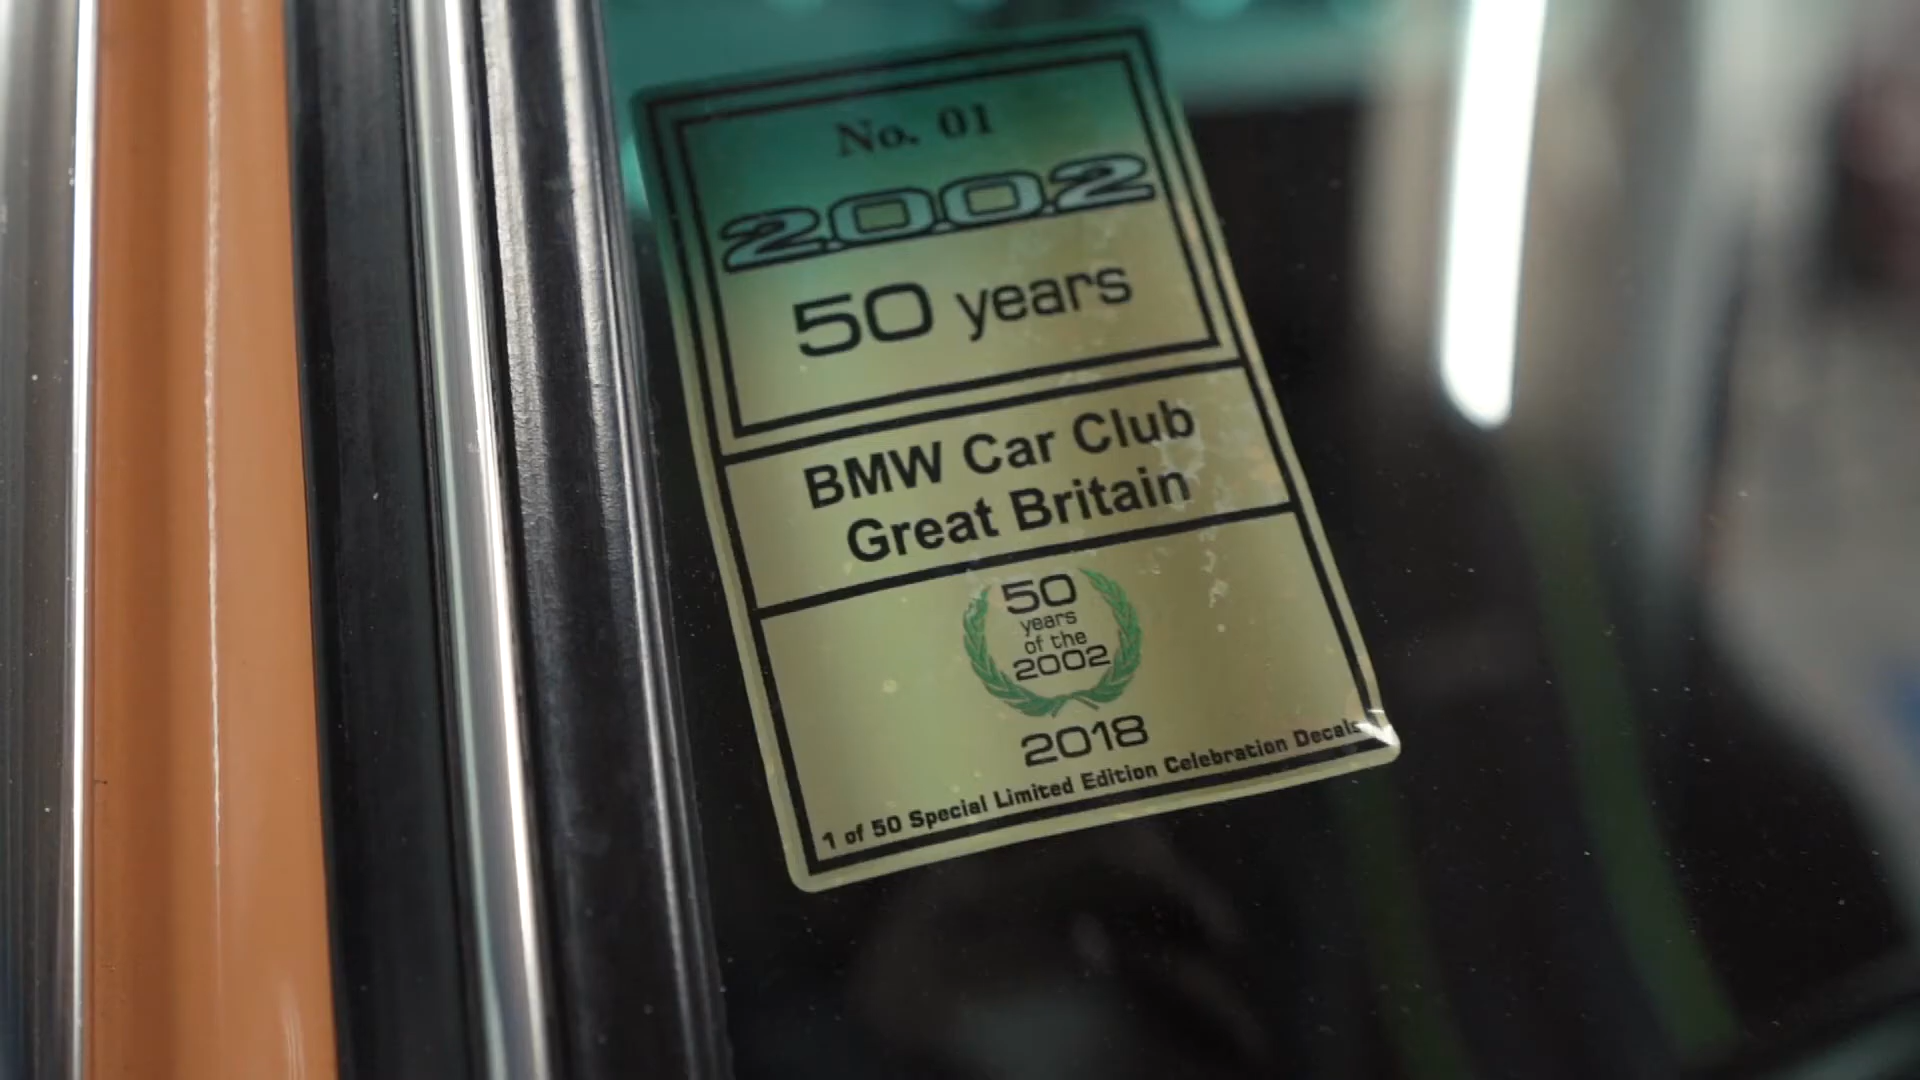 No. 01
2002
50 years
BMW Car Club
Great Britain
50
years
of the
2002
2018
1 of 50 Special Limited Edition Celebration Decals